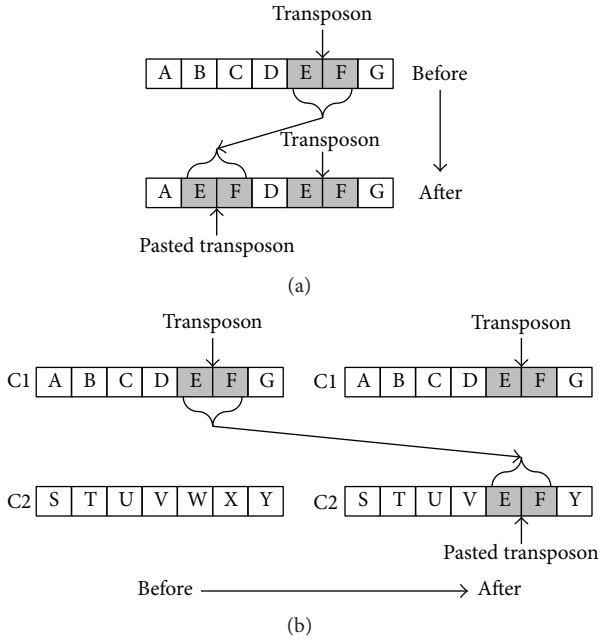 Transposon
A B C D E F G Before
Transposon
A E F D E F G After
Pasted transposon
(a)
Transposon Transposon
C1 A B C D E F G C1 A B C D E F G
C2 S T U V W X Y C2 S T U V E F Y
Pasted transposon
Before After
(b)